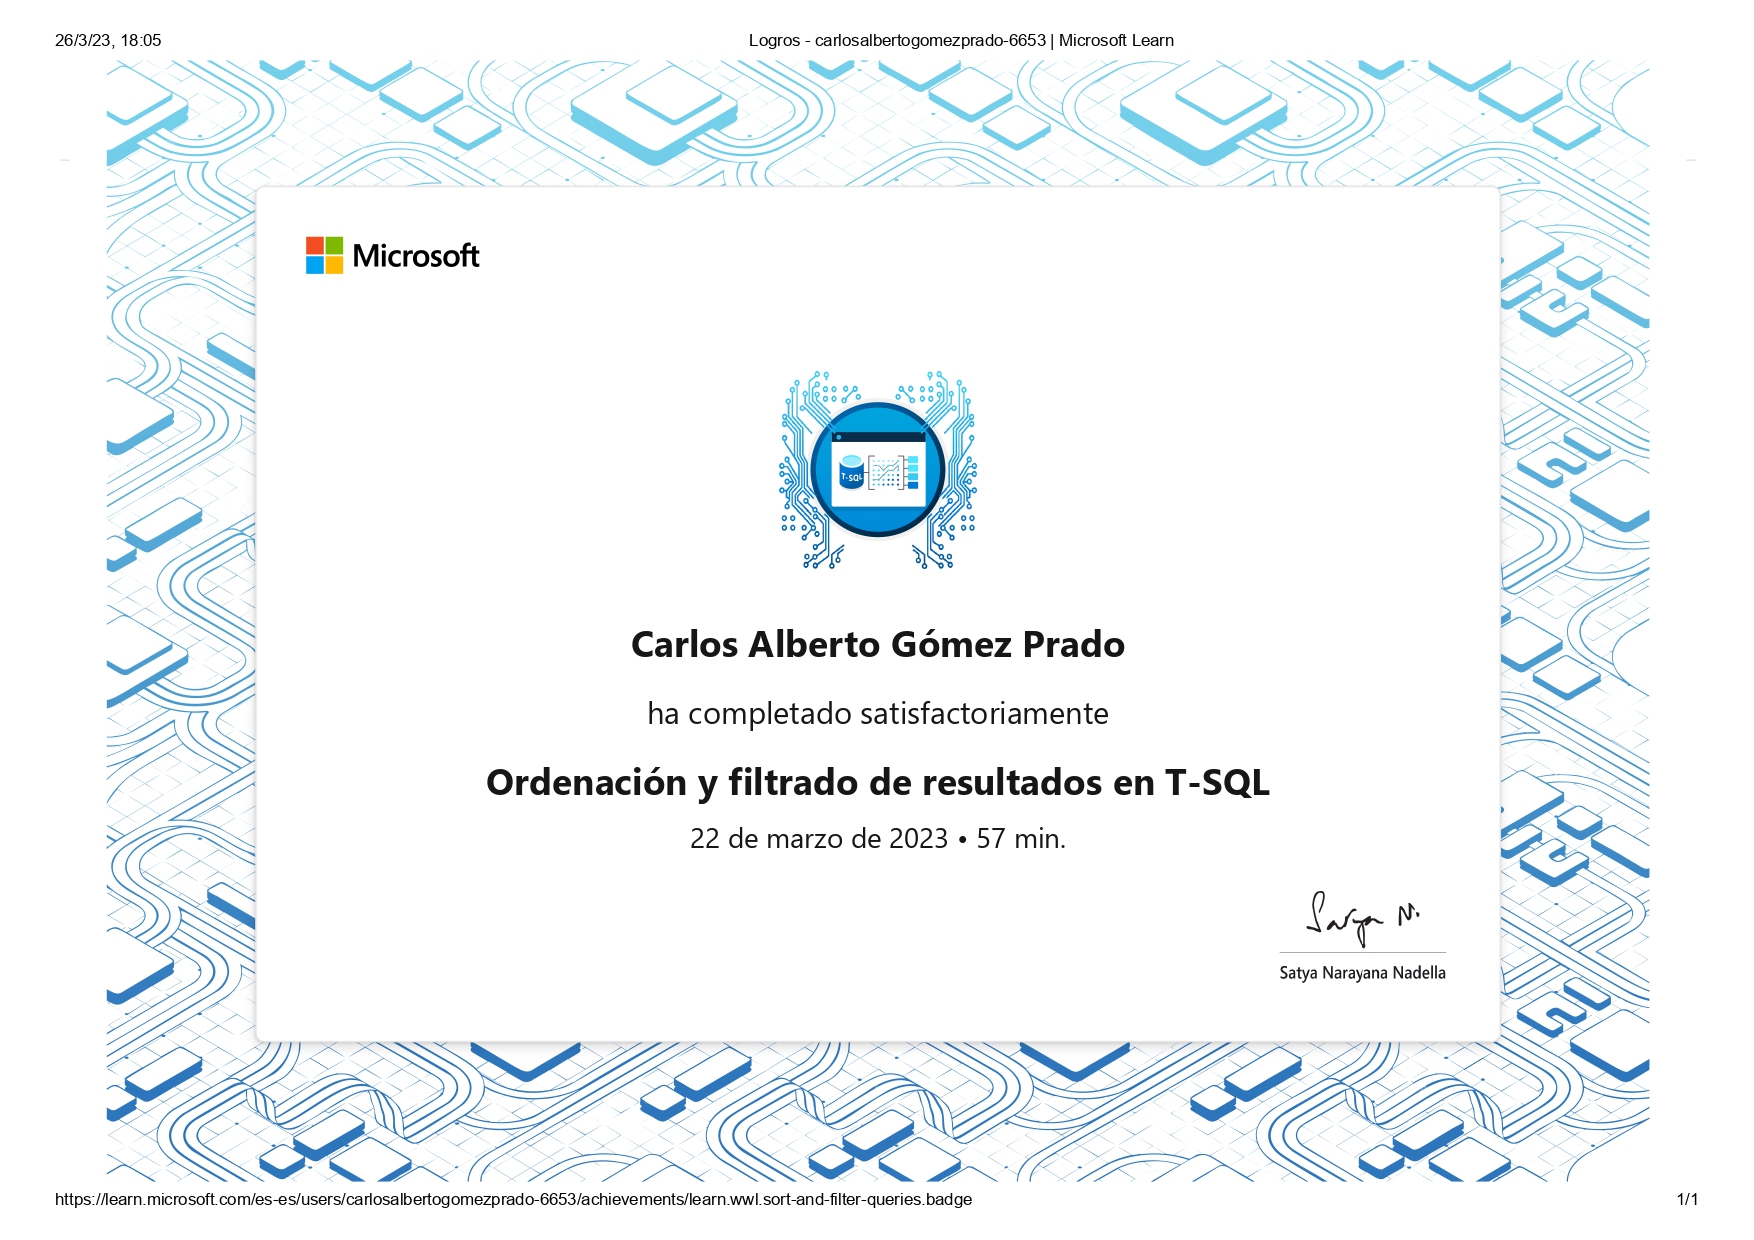 26/3/23, 18:05
Logros - carlosalbertogomezprado-6653 | Microsoft Learn
Microsoft
T-SQL
Carlos Alberto Gómez Prado
ha completado satisfactoriamente
Ordenación y filtrado de resultados en T-SQL
22 de marzo de 2023 • 57 min.
Satya N.
Satya Narayana Nadella
https://learn.microsoft.com/es-es/users/carlosalbertogomezprado-6653/achievements/learn.wwl.sort-and-filter-queries.badge
1/1